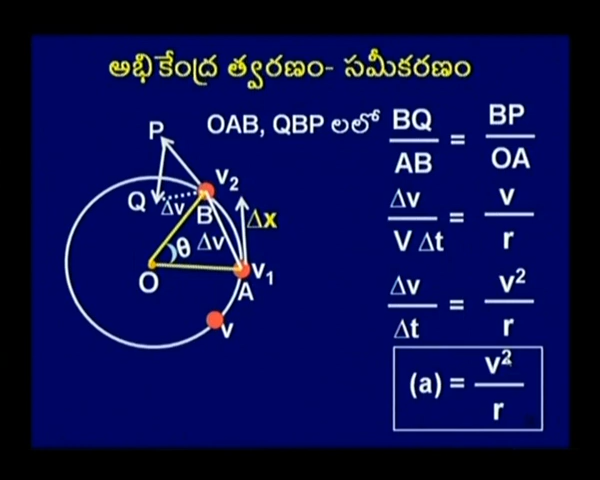 అభికేంద్ర త్వరణం- సమీకరణం
OAB, QBP లలో
BQ / AB = BP / OA
Δv / V Δt = v / r
Δv / Δt = v² / r
(a) = v² / r
P
Q
Δv
B
v₂
Δx
θ
Δv
O
v₁
A
v